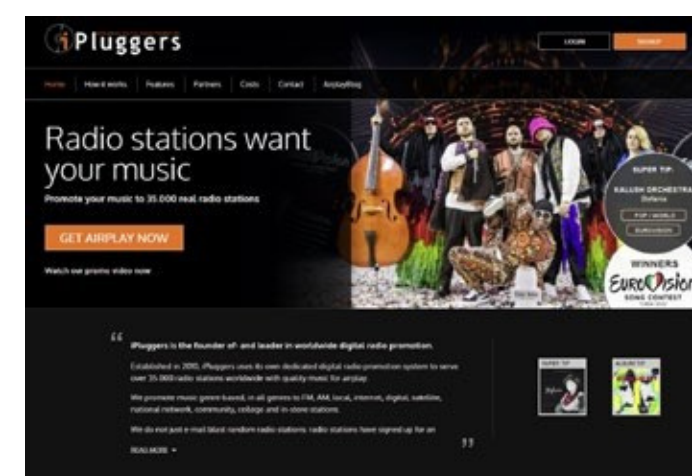 iPluggers
LOGIN SIGNUP
Home How it works Features Partners Costs Contact AirplayBlog
Radio stations want
your music
Promote your music to 35.000 real radio stations
GET AIRPLAY NOW
Watch our promo video now
SUPER TIP:
KALUSH ORCHESTRA
Stefania
POP / WORLD
EUROVISION
WINNERS
EUROVISION
SONG CONTEST
“
iPluggers is the founder of- and leader in worldwide digital radio promotion.
Established in 2010, iPluggers uses its own dedicated digital radio promotion system to serve
over 35.000 radio stations worldwide with quality music for airplay.
We promote music genre-based, in all genres to FM, AM, local, internet, digital, satellite,
national network, community, college and in-store stations.
We do not just e-mail blast random radio stations: radio stations have signed up for an
”
READ MORE
SUPER TIP
ALBUM TIP